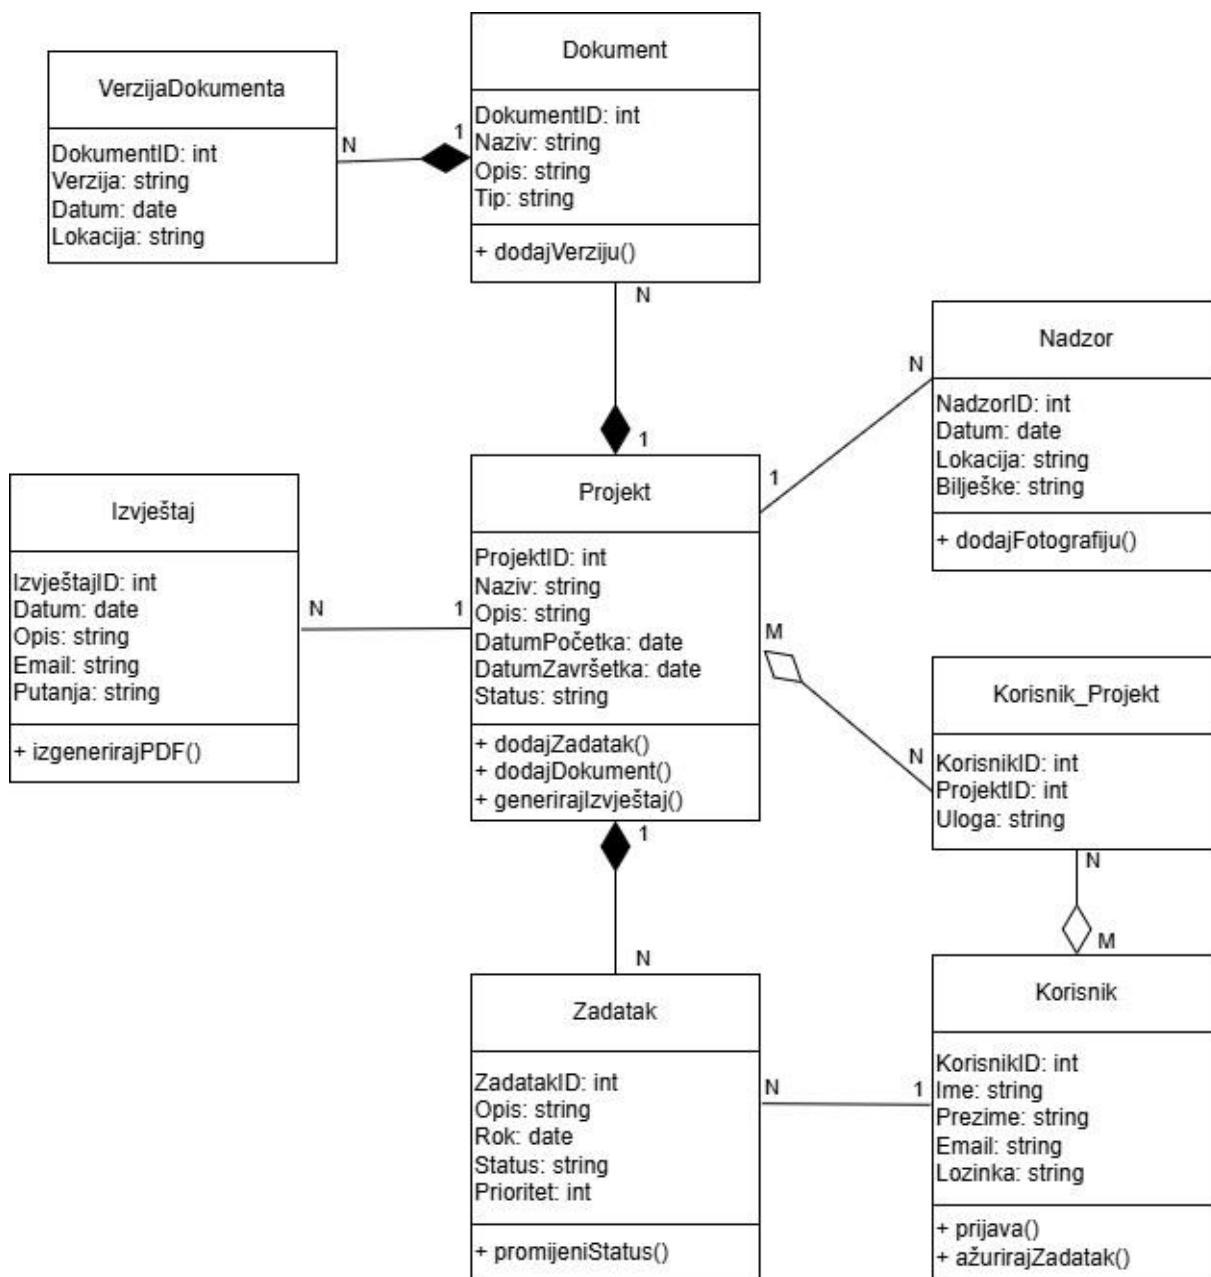 Dokument
DokumentID: int
Naziv: string
Opis: string
Tip: string
+ dodajVerziju()
VerzijaDokumenta
DokumentID: int
Verzija: string
Datum: date
Lokacija: string
N
1
N
1
Nadzor
NadzorID: int
Datum: date
Lokacija: string
Bilješke: string
+ dodajFotografiju()
N
1
Projekt
ProjektID: int
Naziv: string
Opis: string
DatumPočetka: date
DatumZavršetka: date
Status: string
+ dodajZadatak()
+ dodajDokument()
+ generirajIzvještaj()
Izvještaj
IzvještajID: int
Datum: date
Opis: string
Email: string
Putanja: string
+ izgenerirajPDF()
N
1
M
N
Korisnik_Projekt
KorisnikID: int
ProjektID: int
Uloga: string
N
M
1
N
Zadatak
ZadatakID: int
Opis: string
Rok: date
Status: string
Prioritet: int
+ promijeniStatus()
N
1
Korisnik
KorisnikID: int
Ime: string
Prezime: string
Email: string
Lozinka: string
+ prijava()
+ ažurirajZadatak()